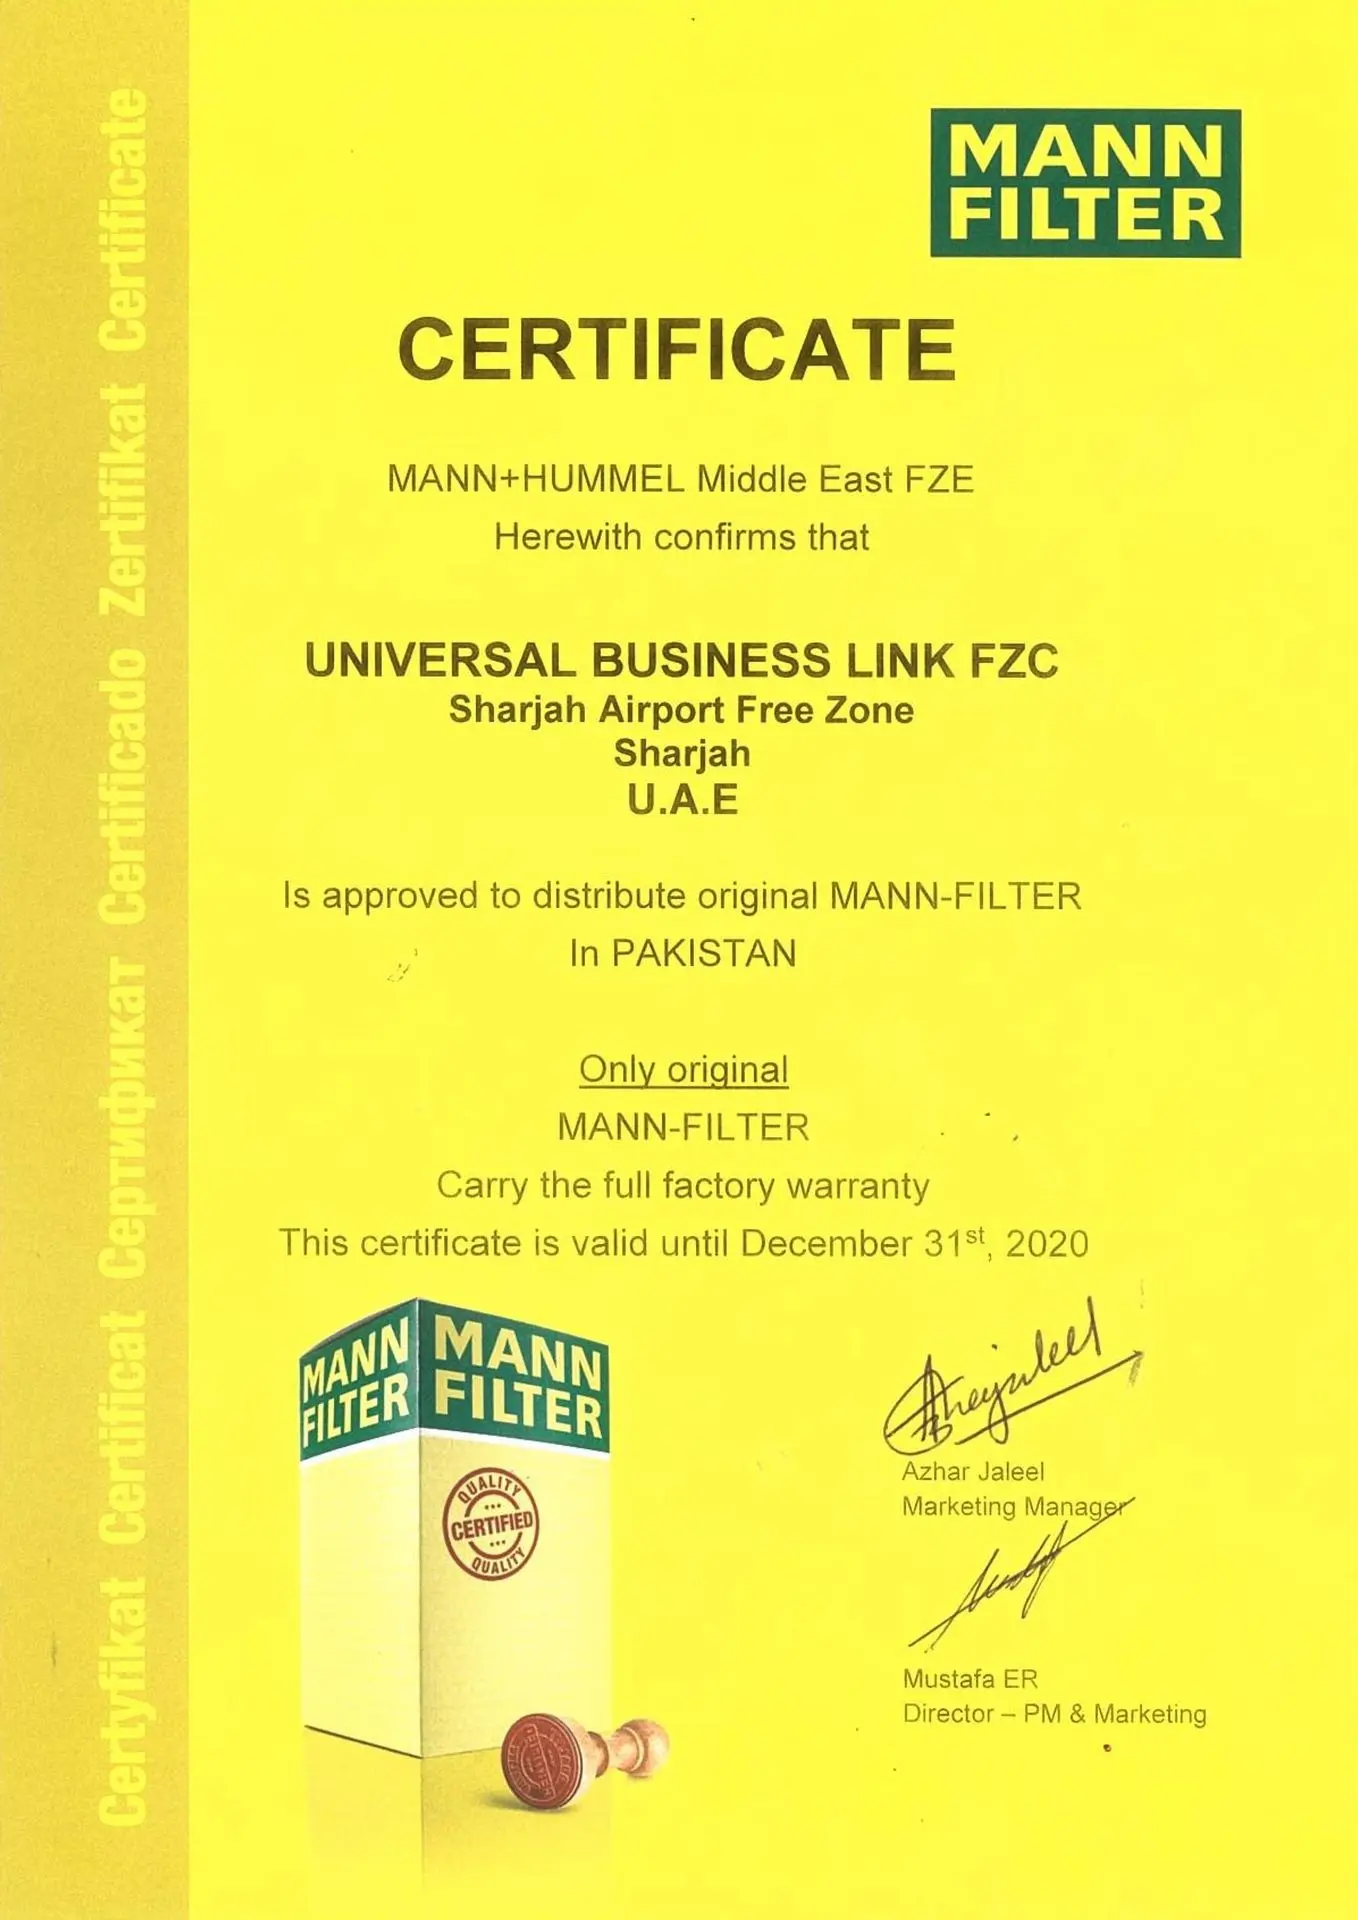 MANN
FILTER
CERTIFICATE
MANN+HUMMEL Middle East FZE
Herewith confirms that
UNIVERSAL BUSINESS LINK FZC
Sharjah Airport Free Zone
Sharjah
U.A.E
Is approved to distribute original MANN-FILTER
In PAKISTAN
Only original
MANN-FILTER
Carry the full factory warranty
This certificate is valid until December 31st, 2020
MANN
FILTER
MANN
FILTER
QUALITY
CERTIFIED
QUALITY
Azhar Jaleel
Marketing Manager
Mustafa ER
Director – PM & Marketing
Certyfikat Certificat Сертификат Certificado Zertifikat Certificate